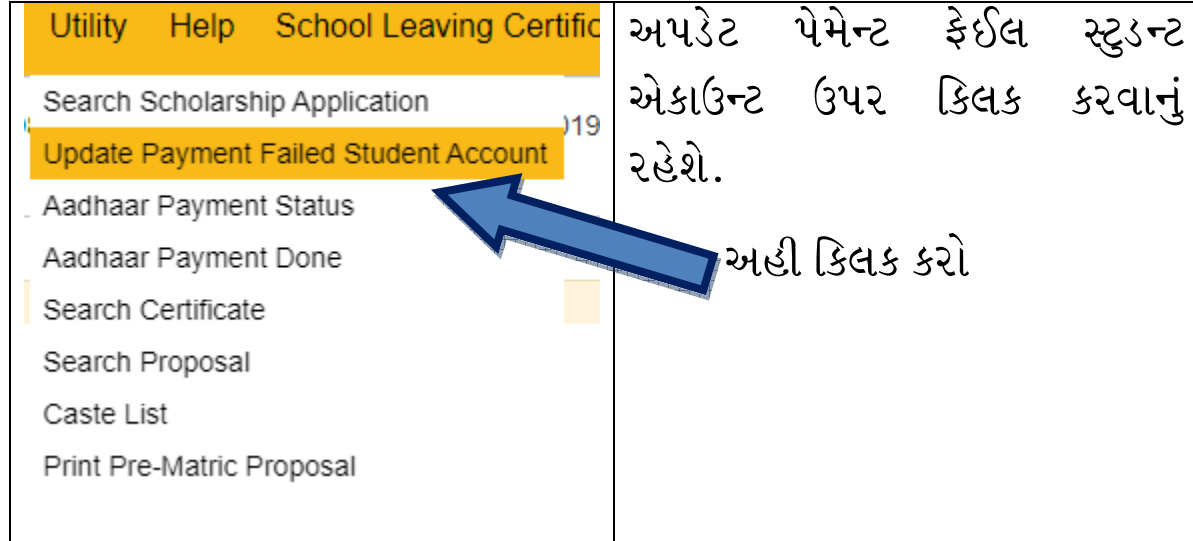 Utility Help School Leaving Certific
Search Scholarship Application
019
Update Payment Failed Student Account
Aadhaar Payment Status
Aadhaar Payment Done
Search Certificate
Search Proposal
Caste List
Print Pre-Matric Proposal
અપડેટ પેમેન્ટ ફેઈલ સ્ટુડન્ટ
એકાઉન્ટ ઉપર કિલક કરવાનું
રહેશે.
અહી કિલક કરો